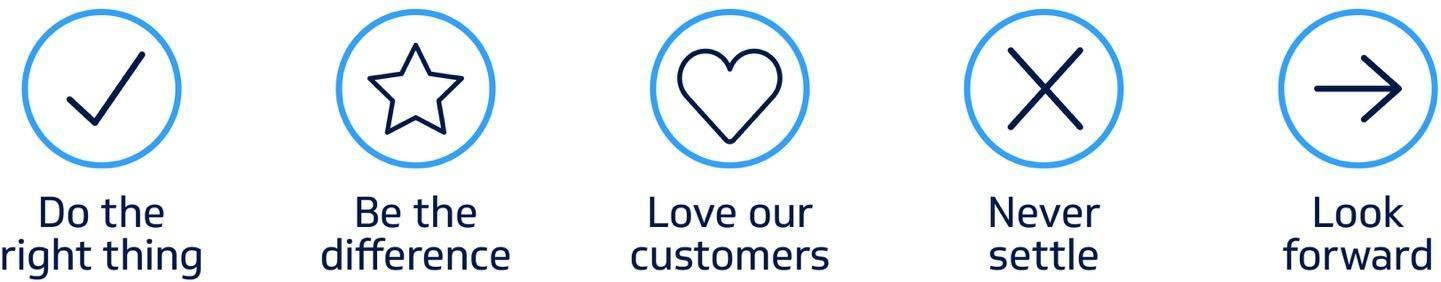 Do the
right thing
Be the
difference
Love our
customers
Never
settle
Look
forward